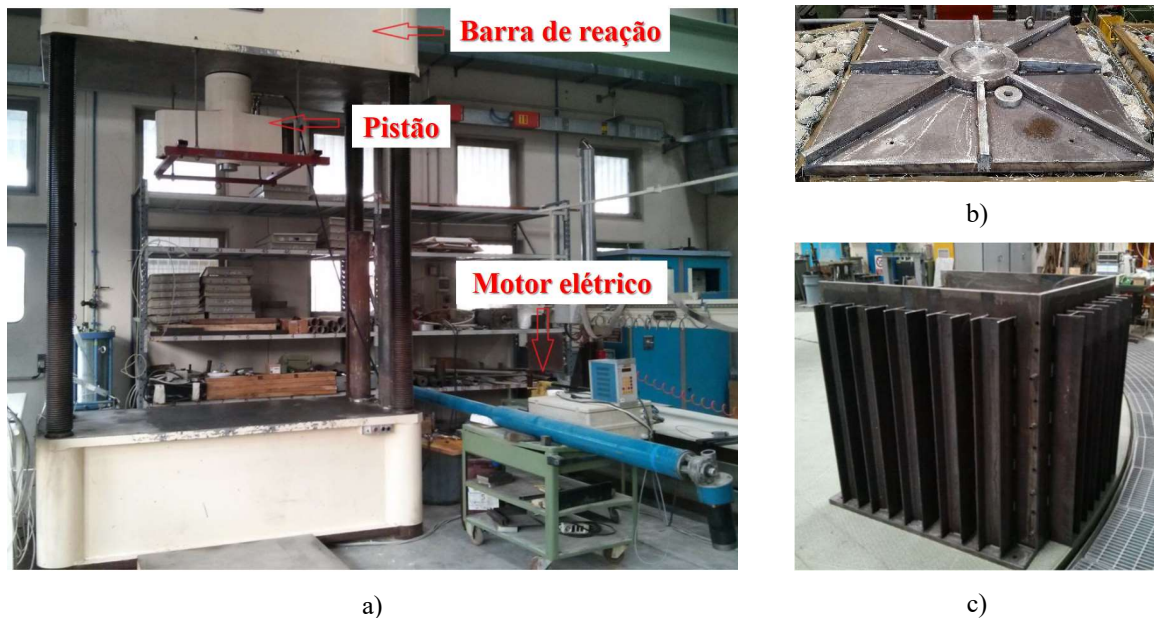 Barra de reação
Pistão
Motor elétrico
b)
a)
c)